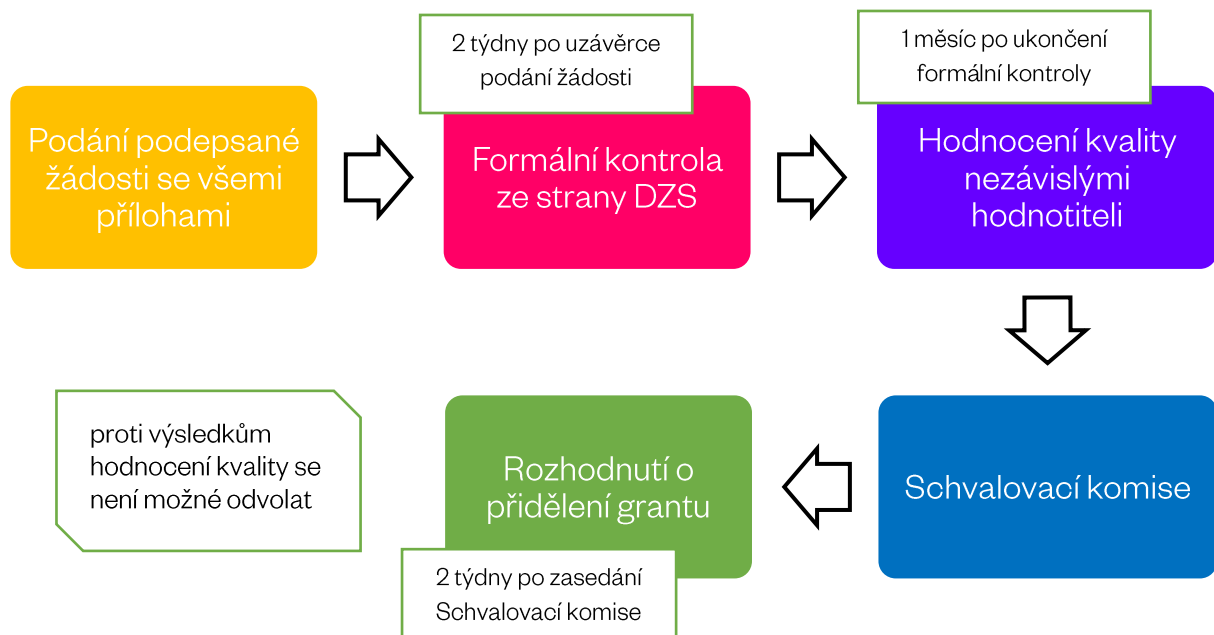 Podání podepsané
žádosti se všemi
přílohami
2 týdny po uzávěrce
podání žádosti
Formální kontrola
ze strany DZS
1 měsíc po ukončení
formální kontroly
Hodnocení kvality
nezávislými
hodnotiteli
Schvalovací komise
Rozhodnutí o
přidělení grantu
2 týdny po zasedání
Schvalovací komise
proti výsledkům
hodnocení kvality se
není možné odvolat